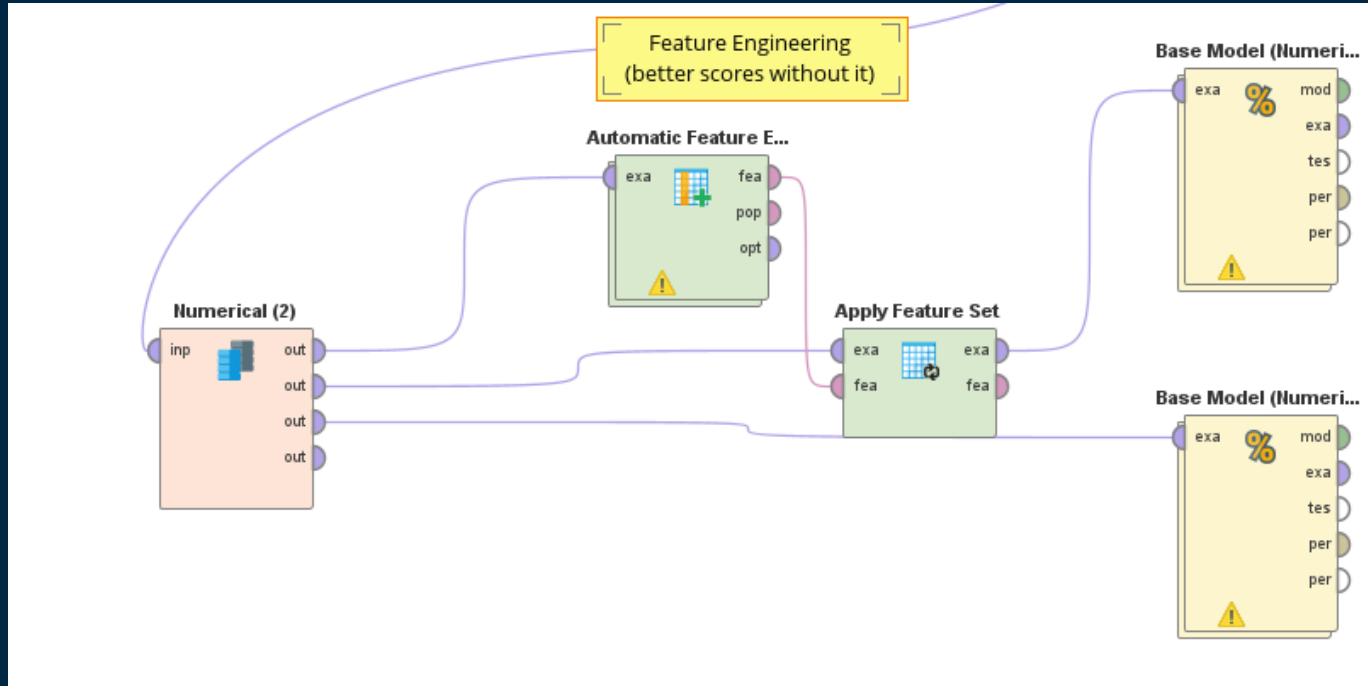 Feature Engineering
(better scores without it)
Base Model (Numeri...
exa
mod
exa
tes
per
per
Automatic Feature E...
exa
fea
pop
opt
Numerical (2)
inp
out
out
out
out
Apply Feature Set
exa
exa
fea
fea
Base Model (Numeri...
exa
mod
exa
tes
per
per